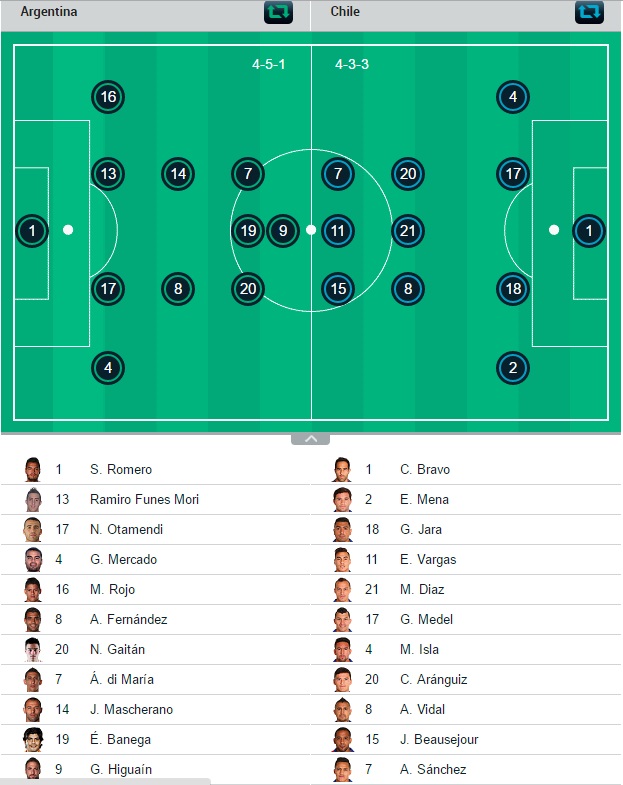 Argentina Chile
4-5-1 4-3-3
16 4
13 14 7 7 20 17
1 19 9 11 21 1
17 8 20 15 8 18
4 2
1 S. Romero 1 C. Bravo
13 Ramiro Funes Mori 2 E. Mena
17 N. Otamendi 18 G. Jara
4 G. Mercado 11 E. Vargas
16 M. Rojo 21 M. Diaz
8 A. Fernández 17 G. Medel
20 N. Gaitán 4 M. Isla
7 Á. di María 20 C. Aránguiz
14 J. Mascherano 8 A. Vidal
19 É. Banega 15 J. Beausejour
9 G. Higuaín 7 A. Sánchez